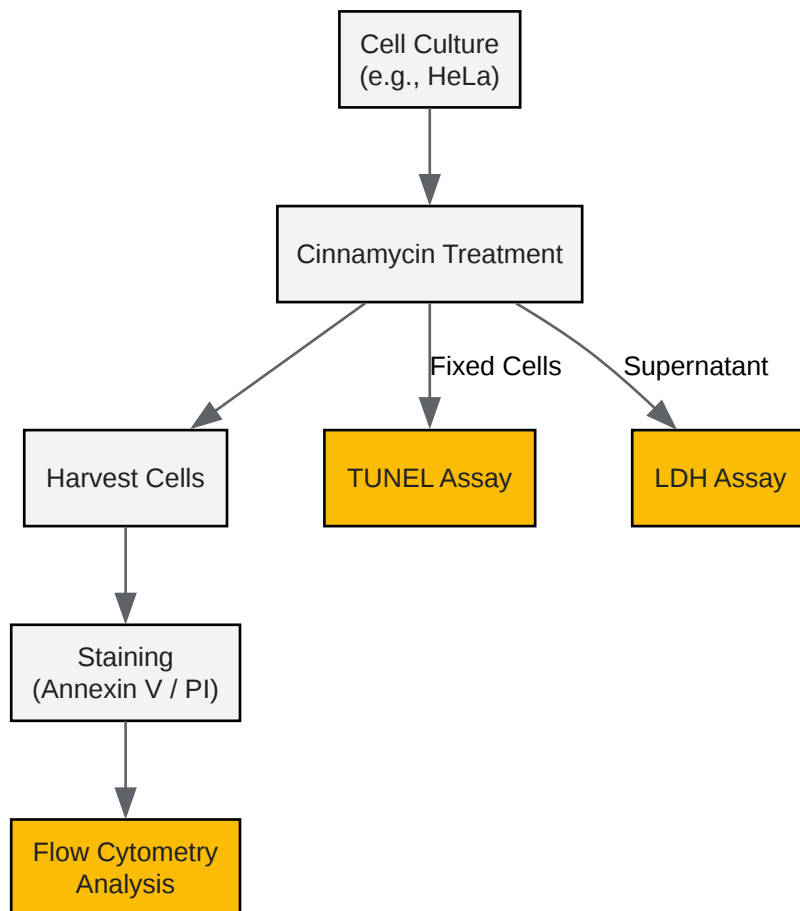 Cell Culture
(e.g., HeLa)
Cinnamycin Treatment
Fixed Cells
Supernatant
Harvest Cells
TUNEL Assay
LDH Assay
Staining
(Annexin V / PI)
Flow Cytometry
Analysis